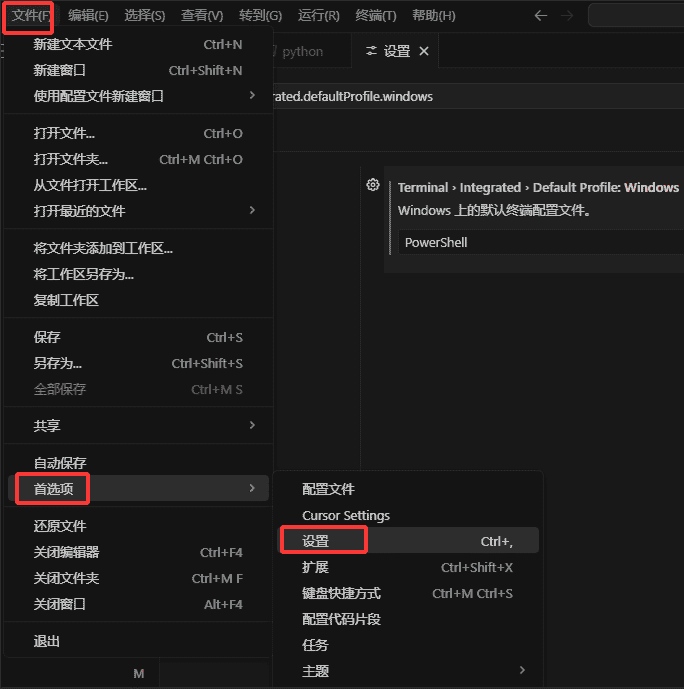 文件(F) 编辑(E) 选择(S) 查看(V) 转到(G) 运行(R) 终端(T) 帮助(H)
python
设置
rated.defaultProfile.windows
新建文本文件 Ctrl+N
新建窗口 Ctrl+Shift+N
使用配置文件新建窗口
打开文件... Ctrl+O
打开文件夹... Ctrl+M Ctrl+O
从文件打开工作区...
打开最近的文件
将文件夹添加到工作区...
将工作区另存为...
复制工作区
保存 Ctrl+S
另存为... Ctrl+Shift+S
全部保存 Ctrl+M S
共享
自动保存
首选项
还原文件
关闭编辑器 Ctrl+F4
关闭文件夹 Ctrl+M F
关闭窗口 Alt+F4
退出
M
Terminal › Integrated › Default Profile: Windows
Windows 上的默认终端配置文件。
PowerShell
配置文件
Cursor Settings
设置 Ctrl+,
扩展 Ctrl+Shift+X
键盘快捷方式 Ctrl+M Ctrl+S
配置代码片段
任务
主题